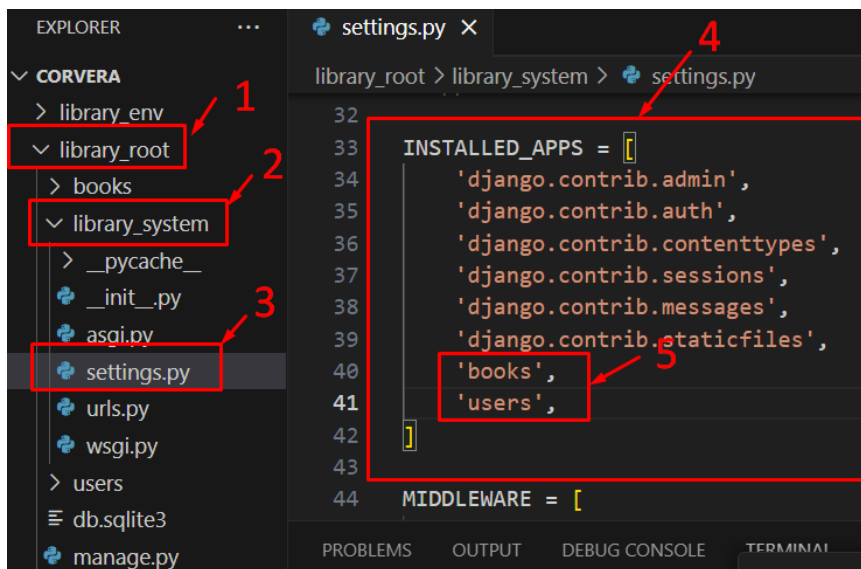 EXPLORER ...
CORVERA
library_env
library_root
books
library_system
__pycache__
__init__.py
asgi.py
settings.py
urls.py
wsgi.py
users
db.sqlite3
manage.py
1
2
3
settings.py
library_root > library_system > settings.py
4
32
33 INSTALLED_APPS = [
34 'django.contrib.admin',
35 'django.contrib.auth',
36 'django.contrib.contenttypes',
37 'django.contrib.sessions',
38 'django.contrib.messages',
39 'django.contrib.staticfiles',
40 'books',
41 'users',
42 ]
43
44 MIDDLEWARE = [
5
PROBLEMS OUTPUT DEBUG CONSOLE TERMINAL